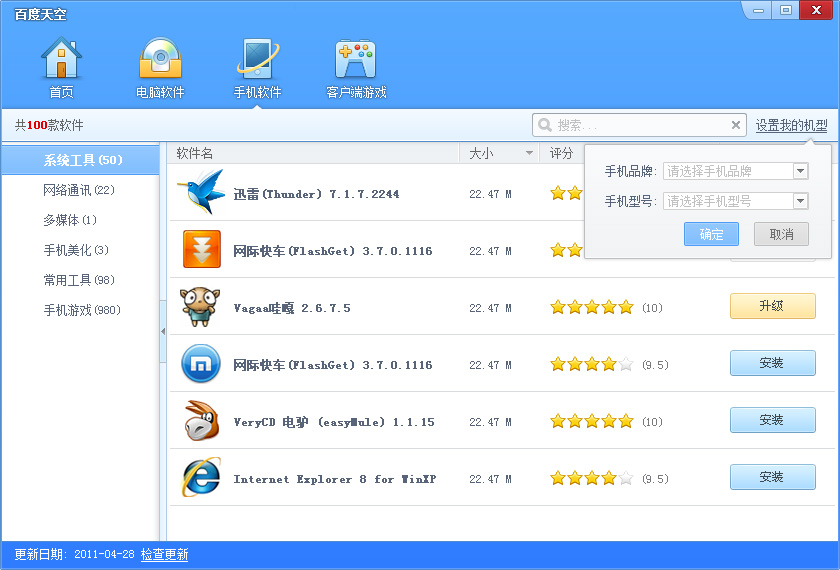 百度天空
首页 电脑软件 手机软件 客户端游戏
共100款软件 搜索... 设置我的机型
系统工具(50)
网络通讯(22)
多媒体(1)
手机美化(3)
常用工具(98)
手机游戏(980)
软件名 大小 评分
手机品牌: 请选择手机品牌
手机型号: 请选择手机型号
确定 取消
迅雷(Thunder) 7.1.7.2244 22.47 M
网际快车(FlashGet) 3.7.0.1116 22.47 M
Vagaa哇嘎 2.6.7.5 22.47 M (10) 升级
网际快车(FlashGet) 3.7.0.1116 22.47 M (9.5) 安装
VeryCD 电驴 (easyMule) 1.1.15 22.47 M (10) 安装
Internet Explorer 8 for WinXP 22.47 M (9.5) 安装
更新日期: 2011-04-28 检查更新